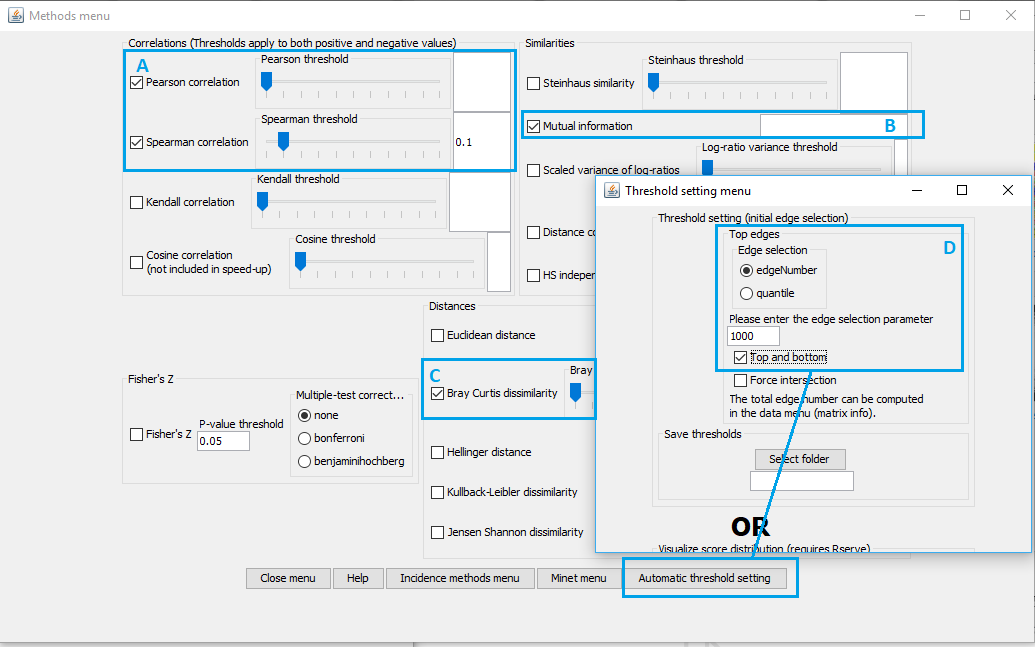 Methods menu
Correlations (Thresholds apply to both positive and negative values)
A
Pearson threshold
Pearson correlation
Spearman threshold
Spearman correlation
0.1
Kendall threshold
Kendall correlation
Cosine threshold
Cosine correlation
(not included in speed-up)
Similarities
Steinhaus threshold
Steinhaus similarity
Mutual information
B
Log-ratio variance threshold
Scaled variance of log-ratios
Distance co
HS indeper
Distances
Euclidean distance
C
Bray
Bray Curtis dissimilarity
Hellinger distance
Kullback-Leibler dissimilarity
Jensen Shannon dissimilarity
Fisher's Z
Multiple-test correct...
P-value threshold
Fisher's Z
0.05
none
bonferroni
benjaminihochberg
Threshold setting menu
Threshold setting (initial edge selection)
Top edges
D
Edge selection
edgeNumber
quantile
Please enter the edge selection parameter
1000
Top and bottom
Force intersection
The total edge number can be computed
in the data menu (matrix info).
Save thresholds
Select folder
OR
Visualize score distribution (requires Rserve)
Close menu
Help
Incidence methods menu
Minet menu
Automatic threshold setting